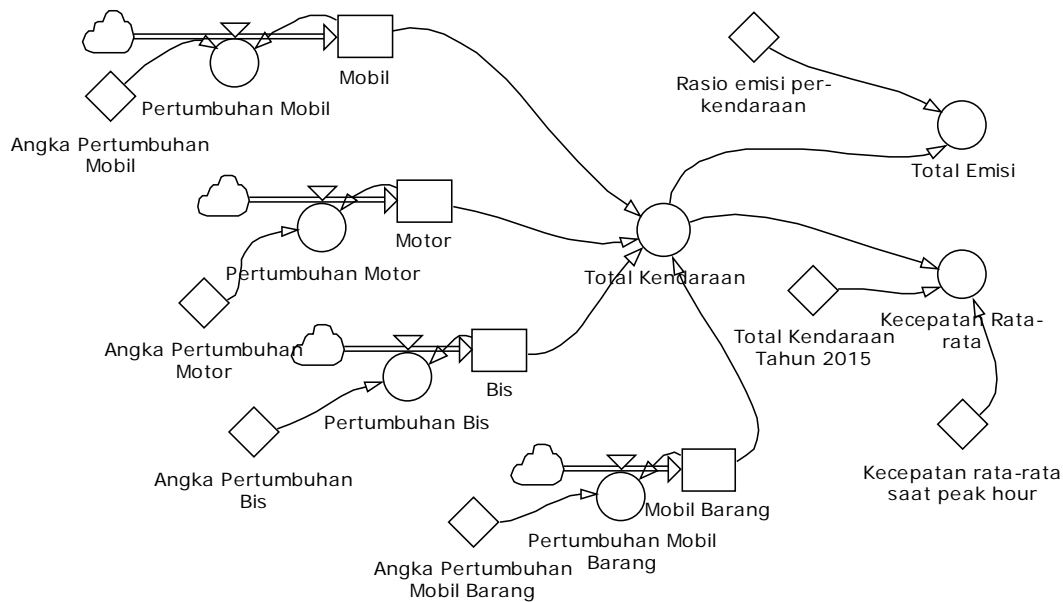 Mobil
Pertumbuhan Mobil
Angka Pertumbuhan
Mobil
Rasio emisi per-
kendaraan
Total Emisi
Motor
Pertumbuhan Motor
Total Kendaraan
Angka Pertumbuhan
Motor
Total Kendaraan
Tahun 2015
Kecepatan Rata-
rata
Bis
Pertumbuhan Bis
Angka Pertumbuhan
Bis
Kecepatan rata-rata
saat peak hour
Mobil Barang
Pertumbuhan Mobil
Barang
Angka Pertumbuhan
Mobil Barang